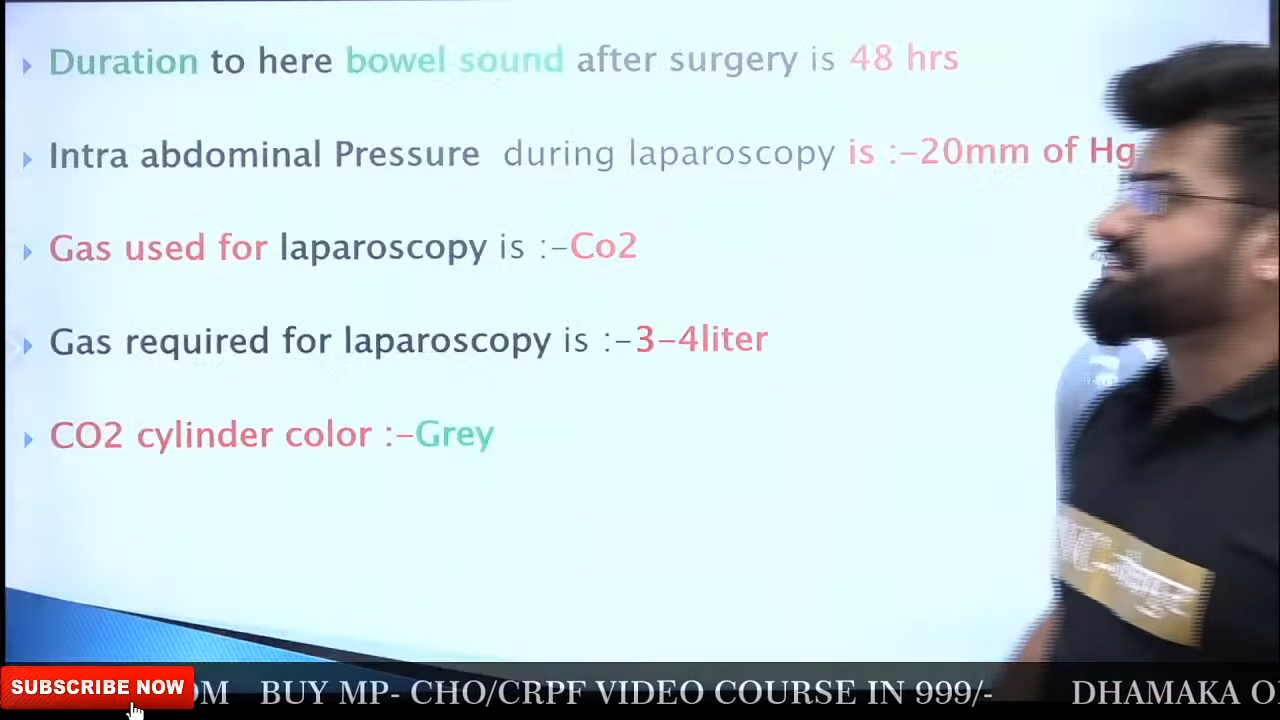 Duration to here bowel sound after surgery is 48 hrs
Intra abdominal Pressure during laparoscopy is :-20mm of Hg
Gas used for laparoscopy is :-Co2
Gas required for laparoscopy is :-3-4liter
CO2 cylinder color :-Grey
SUBSCRIBE NOW
OM BUY MP- CHO/CRPF VIDEO COURSE IN 999/- DHAMAKA O